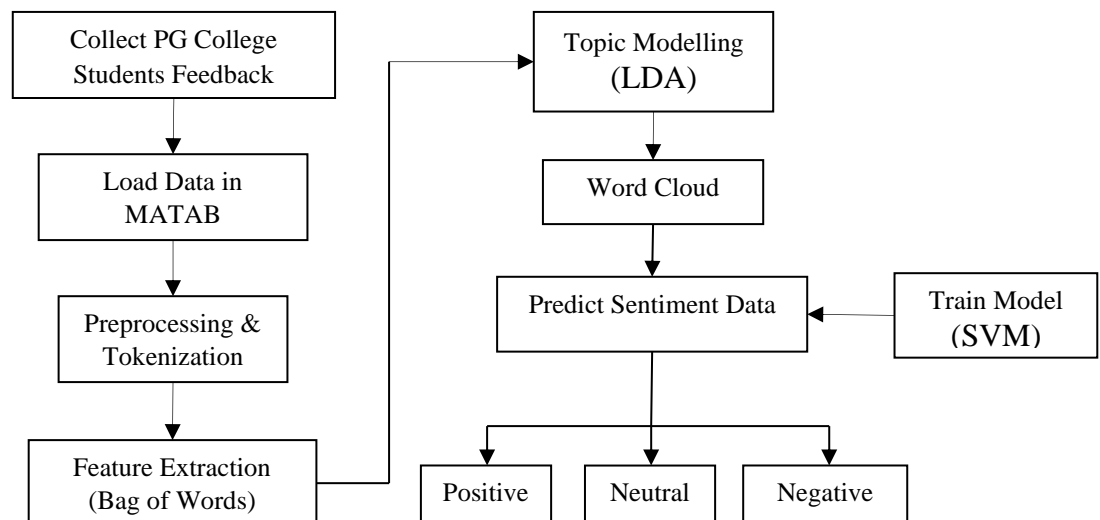 Collect PG College
Students Feedback
Load Data in
MATAB
Preprocessing &
Tokenization
Feature Extraction
(Bag of Words)
Topic Modelling
(LDA)
Word Cloud
Predict Sentiment Data
Train Model
(SVM)
Positive
Neutral
Negative